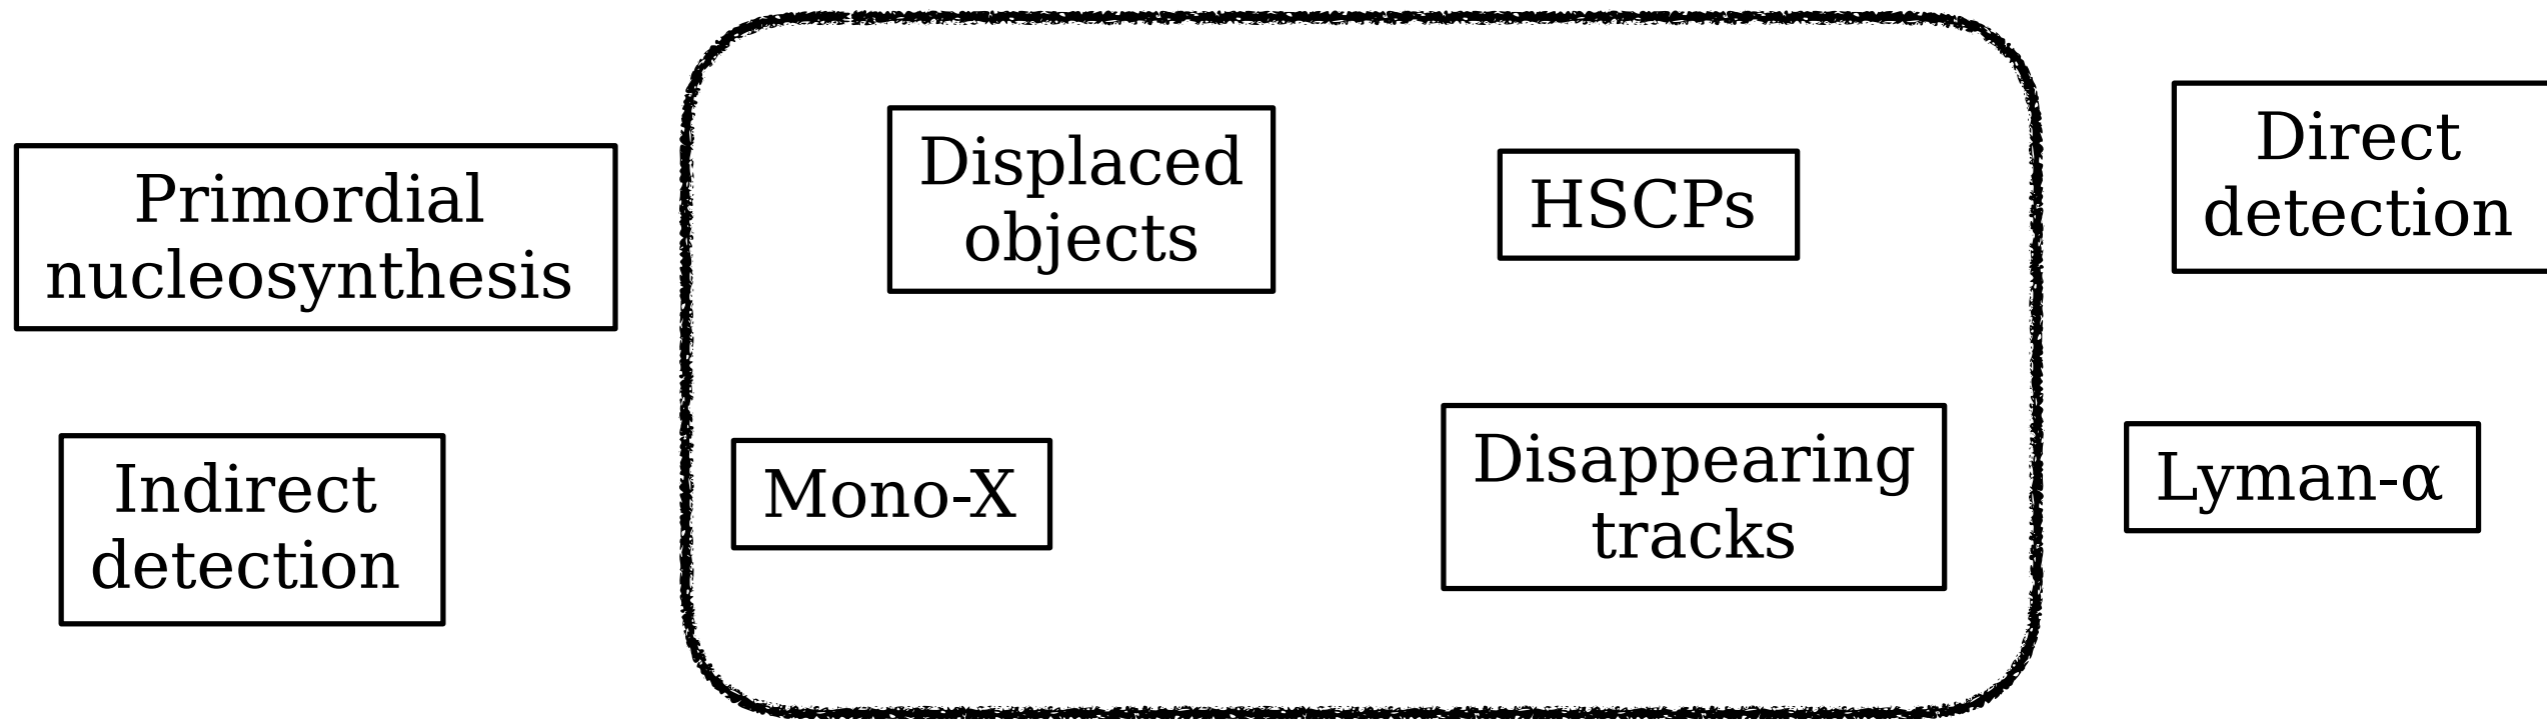 Primordial
nucleosynthesis
Indirect
detection
Displaced
objects
HSCPs
Mono-X
Disappearing
tracks
Direct
detection
Lyman-α